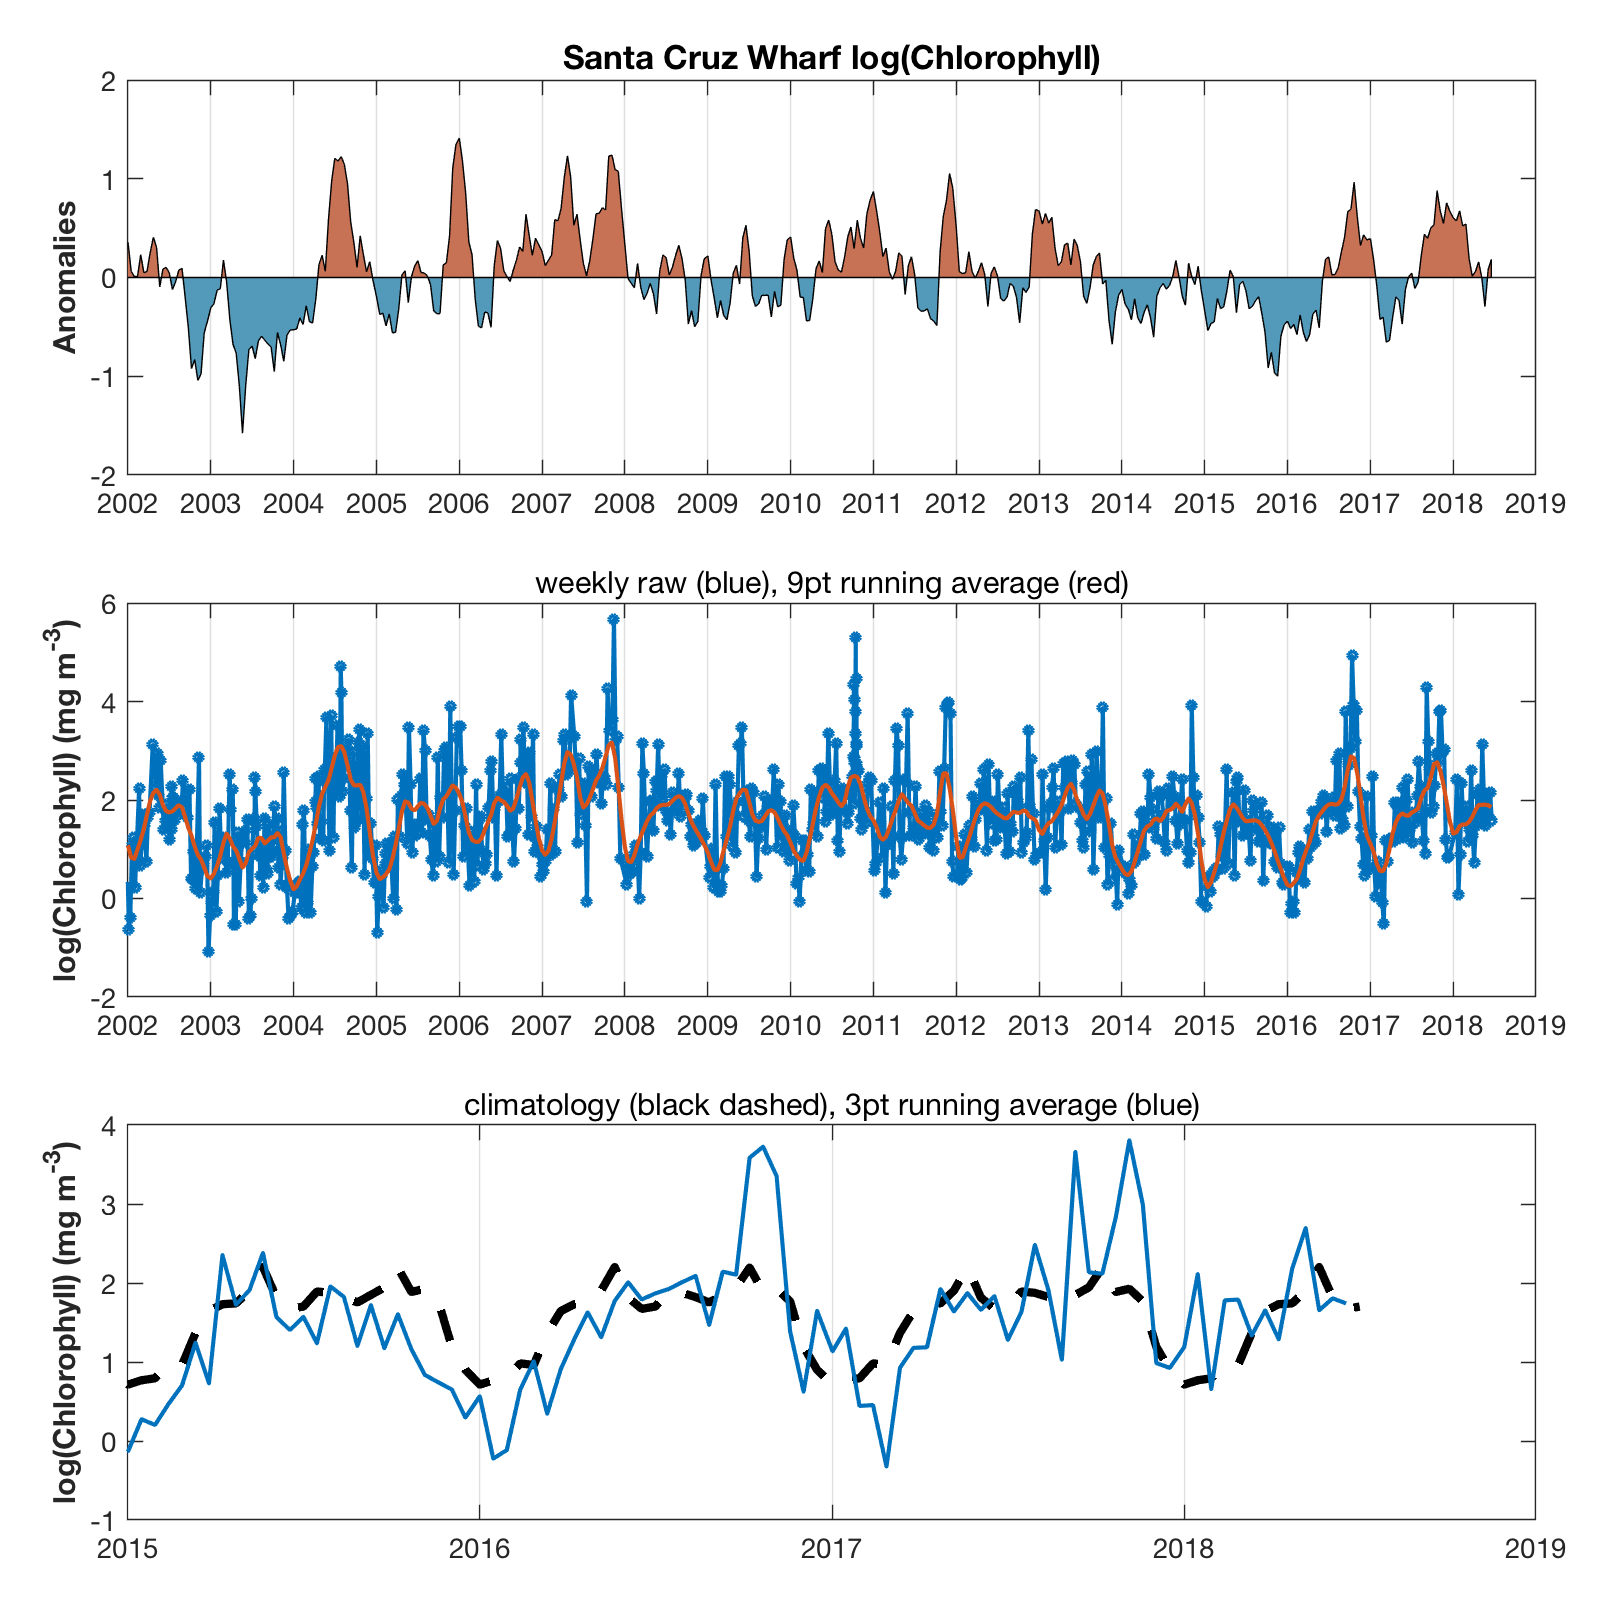 Santa Cruz Wharf log(Chlorophyll)
Anomalies
2
1
0
-1
-2
2002 2003 2004 2005 2006 2007 2008 2009 2010 2011 2012 2013 2014 2015 2016 2017 2018 2019
weekly raw (blue), 9pt running average (red)
log(Chlorophyll) (mg m-3)
6
4
2
0
-2
2002 2003 2004 2005 2006 2007 2008 2009 2010 2011 2012 2013 2014 2015 2016 2017 2018 2019
climatology (black dashed), 3pt running average (blue)
log(Chlorophyll) (mg m-3)
4
3
2
1
0
-1
2015 2016 2017 2018 2019